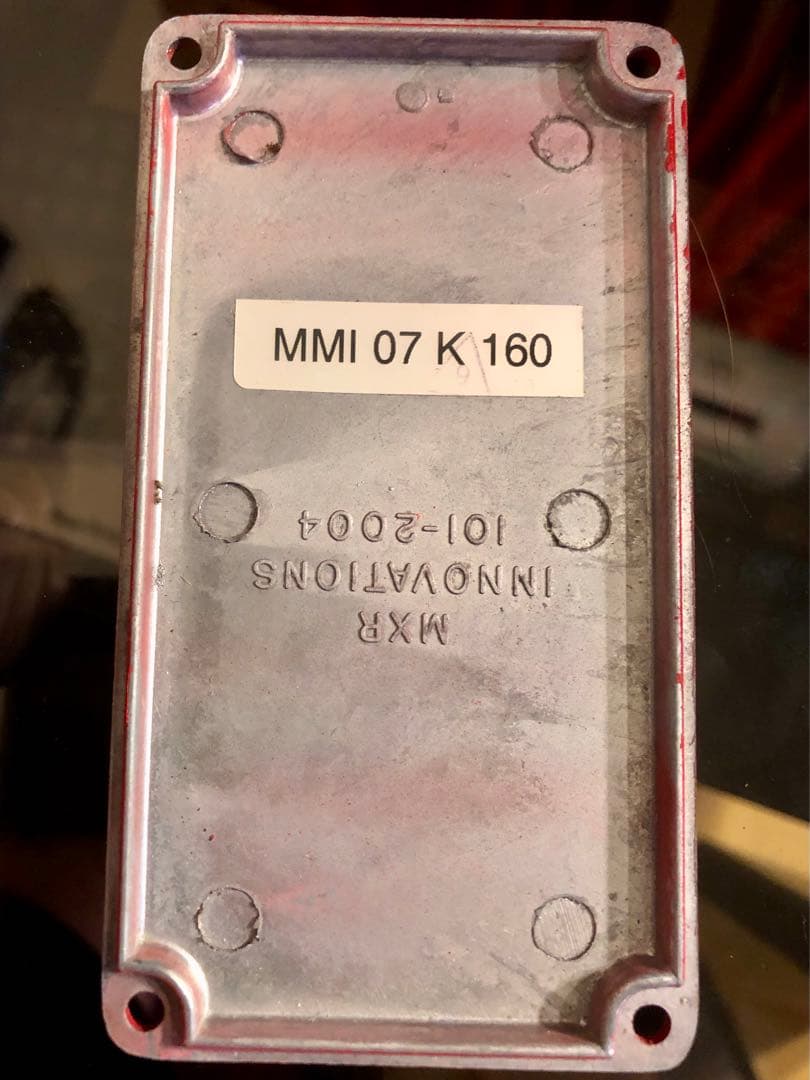 MMI 07 K 160
MXR
INNOVATIONS
101-2004